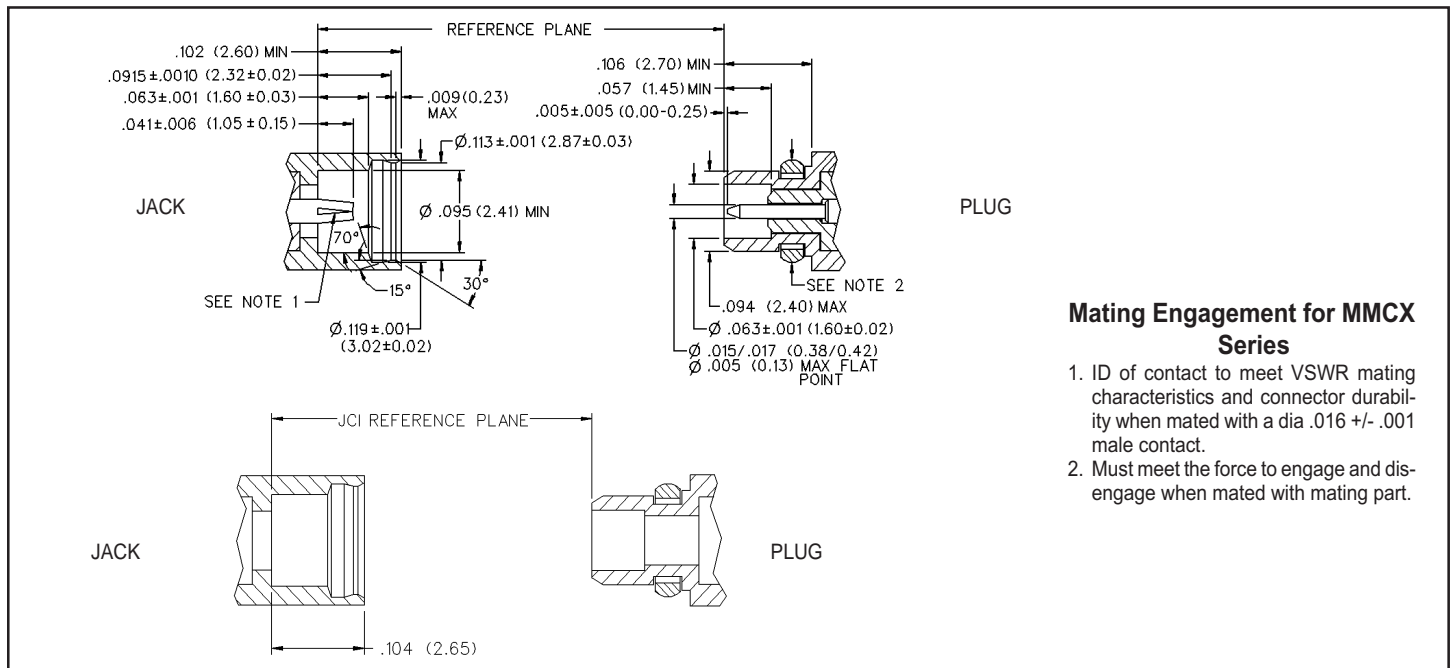 REFERENCE PLANE
.102 (2.60) MIN
.0915±.0010 (2.32±0.02)
.063±.001 (1.60±0.03)
.041±.006 (1.05±0.15)
.009(0.23)
MAX
Ø.113±.001 (2.87±0.03)
.106 (2.70) MIN
.057 (1.45) MIN
.005±.005 (0.00-0.25)
JACK
Ø .095 (2.41) MIN
70°
PLUG
SEE NOTE 1
15°
30°
Ø.119±.001
(3.02±0.02)
SEE NOTE 2
.094 (2.40) MAX
Ø .063±.001 (1.60±0.02)
Ø .015/.017 (0.38/0.42)
Ø .005 (0.13) MAX FLAT
POINT
Mating Engagement for MMCX
Series
1. ID of contact to meet VSWR mating
characteristics and connector durabil-
ity when mated with a dia .016 +/- .001
male contact.
2. Must meet the force to engage and dis-
engage when mated with mating part.
JCI REFERENCE PLANE
JACK
PLUG
.104 (2.65)